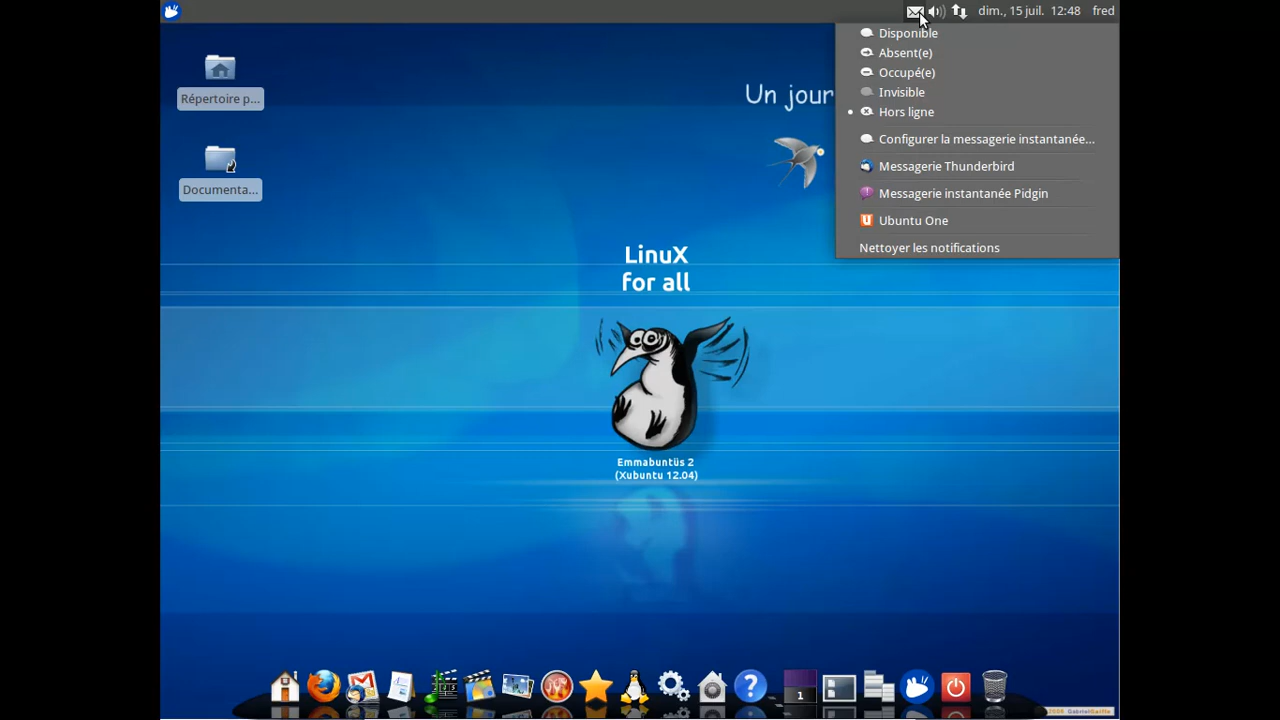 dim., 15 juil. 12:48 fred
Disponible
Absent(e)
Occupé(e)
Invisible
Hors ligne
Configurer la messagerie instantanée...
Messagerie Thunderbird
Messagerie instantanée Pidgin
Ubuntu One
Nettoyer les notifications
Répertoire p...
Documenta...
Un jour
LinuX
for all
Emmabuntüs 2
(Xubuntu 12.04)
1